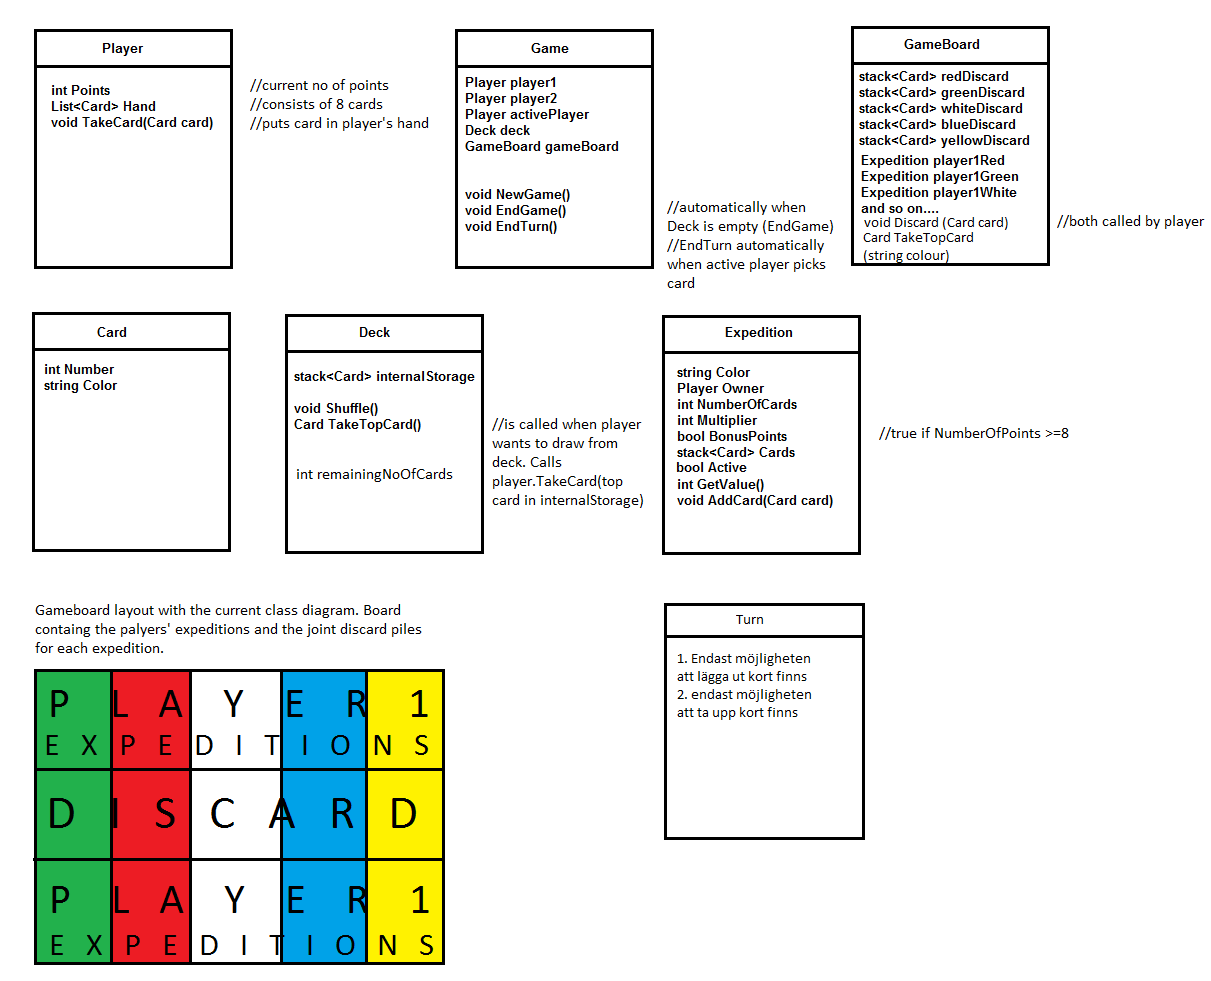 Player
int Points
List<Card> Hand
void TakeCard(Card card)
//current no of points
//consists of 8 cards
//puts card in player's hand
Game
Player player1
Player player2
Player activePlayer
Deck deck
GameBoard gameBoard
void NewGame()
void EndGame()
void EndTurn()
//automatically when
Deck is empty (EndGame)
//EndTurn automatically
when active player picks
card
GameBoard
stack<Card> redDiscard
stack<Card> greenDiscard
stack<Card> whiteDiscard
stack<Card> blueDiscard
stack<Card> yellowDiscard
Expedition player1Red
Expedition player1Green
Expedition player1White
and so on....
void Discard (Card card)
Card TakeTopCard
(string colour)
//both called by player
Card
int Number
string Color
Deck
stack<Card> internalStorage
void Shuffle()
Card TakeTopCard()
int remainingNoOfCards
//is called when player
wants to draw from
deck. Calls
player.TakeCard(top
card in internalStorage)
Expedition
string Color
Player Owner
int NumberOfCards
int Multiplier
bool BonusPoints
stack<Card> Cards
bool Active
int GetValue()
void AddCard(Card card)
//true if NumberOfPoints >=8
Gameboard layout with the current class diagram. Board
containg the palyers' expeditions and the joint discard piles
for each expedition.
PLAYER 1
EXPEDITIONS
DISCARD
PLAYER 1
EXPEDITIONS
Turn
1. Endast möjligheten
att lägga ut kort finns
2. endast möjligheten
att ta upp kort finns